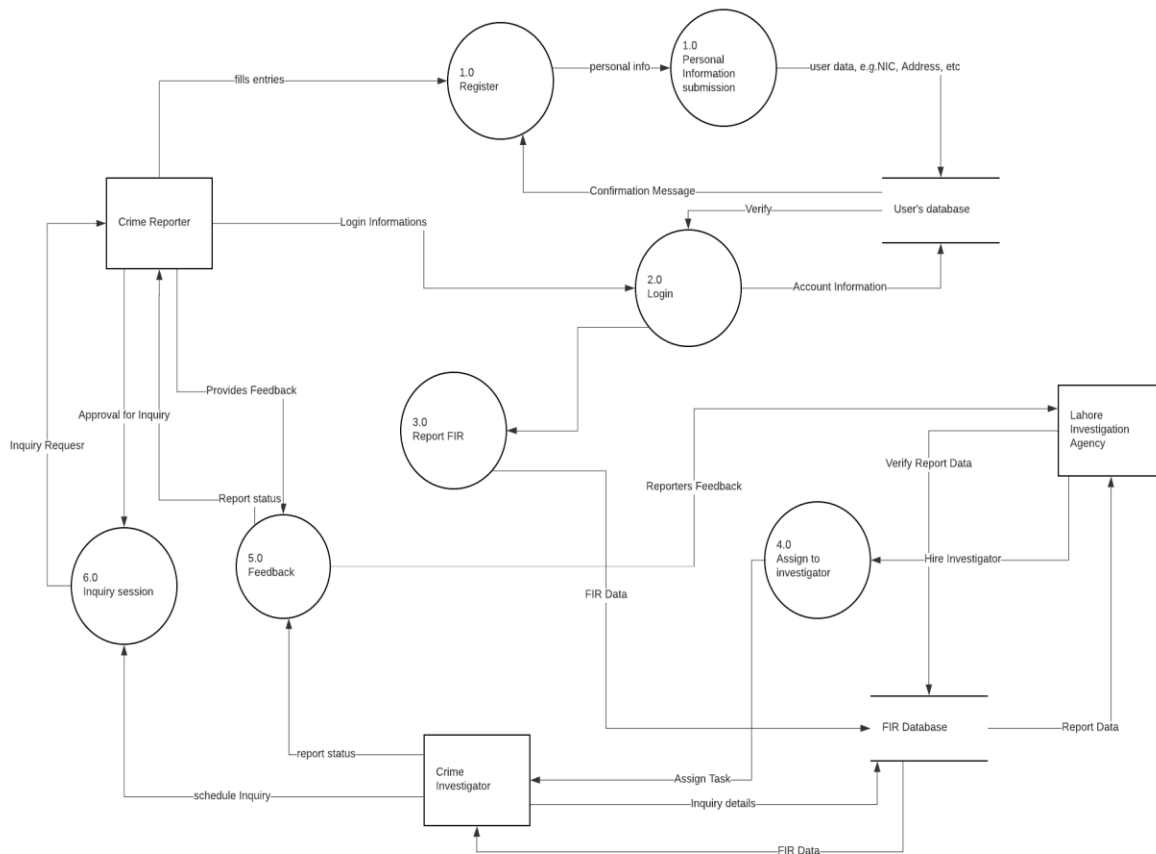 1.0
Register
personal info
1.0
Personal
Information
submission
user data, e.g.NIC, Address, etc
fills entries
Confirmation Message
Crime Reporter
Login Informations
Verify
User's database
2.0
Login
Account Information
Provides Feedback
Approval for Inquiry
Inquiry Requesr
3.0
Report FIR
Lahore
Investigation
Agency
Verify Report Data
Reporters Feedback
Report status
5.0
Feedback
6.0
Inquiry session
4.0
Assign to
investigator
Hire Investigator
FIR Data
FIR Database
Report Data
report status
Crime
Investigator
Assign Task
schedule Inquiry
Inquiry details
FIR Data